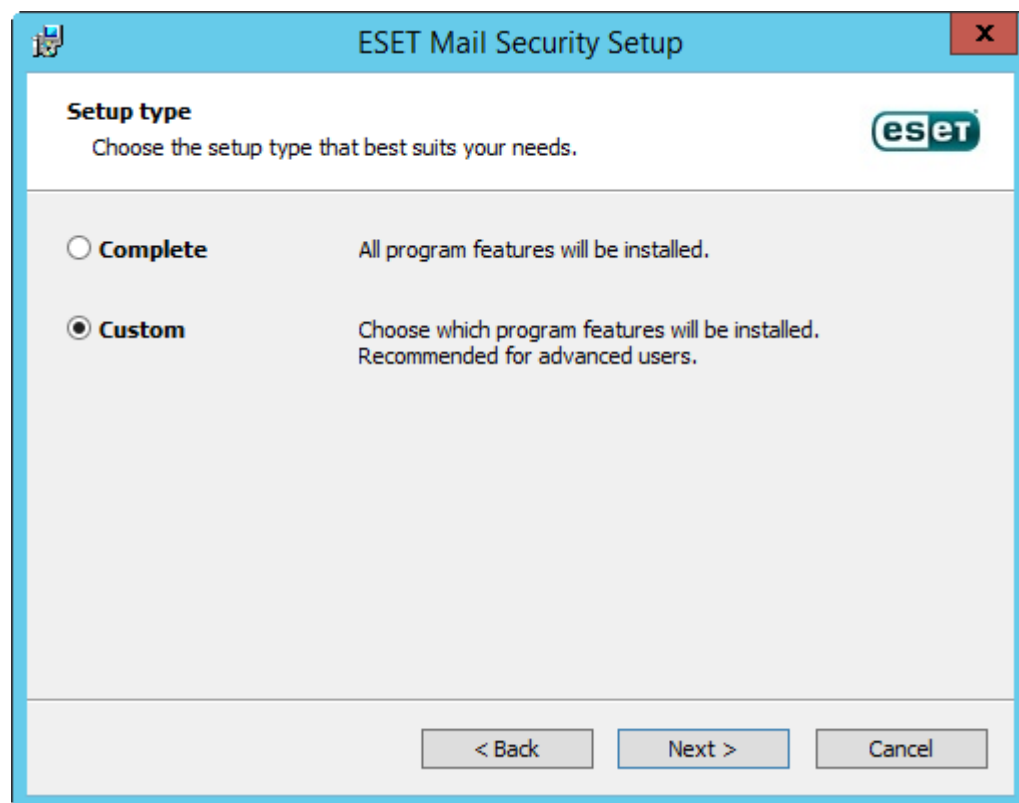 ESET Mail Security Setup
x
Setup type
Choose the setup type that best suits your needs.
eseT
Complete
All program features will be installed.
Custom
Choose which program features will be installed.
Recommended for advanced users.
< Back
Next >
Cancel